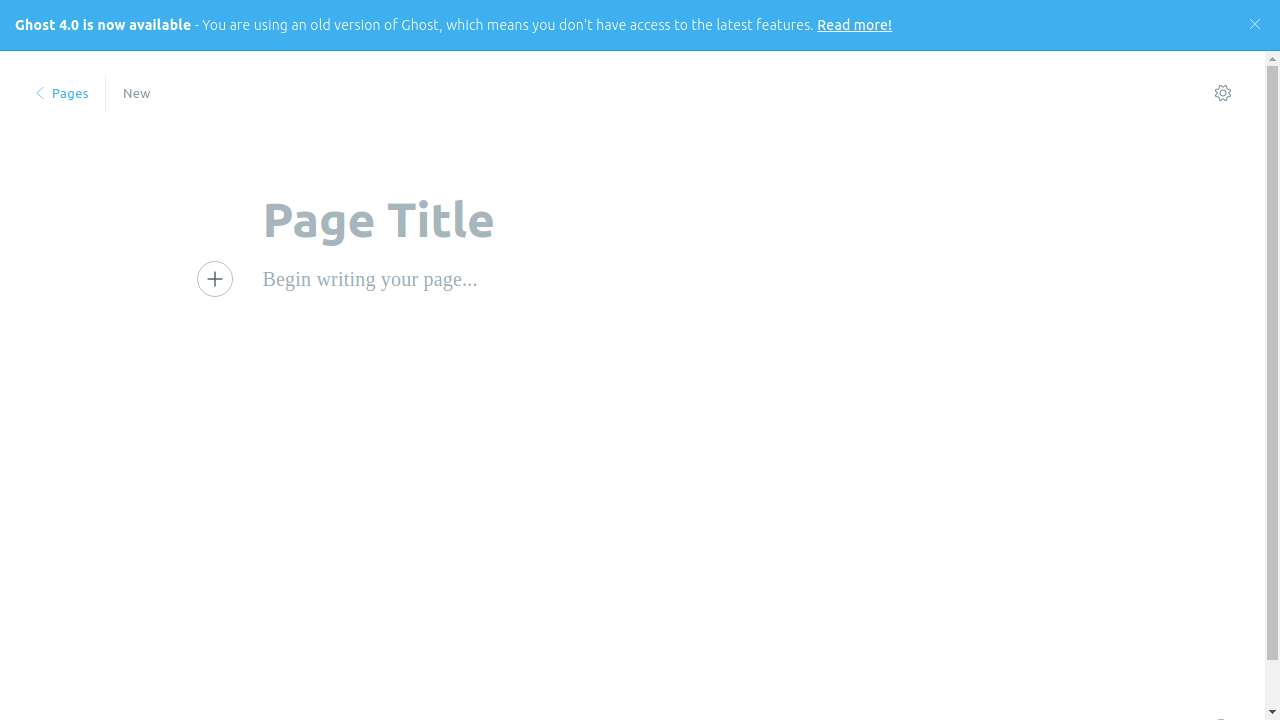 Ghost 4.0 is now available - You are using an old version of Ghost, which means you don't have access to the latest features. Read more!
Pages New
Page Title
Begin writing your page...